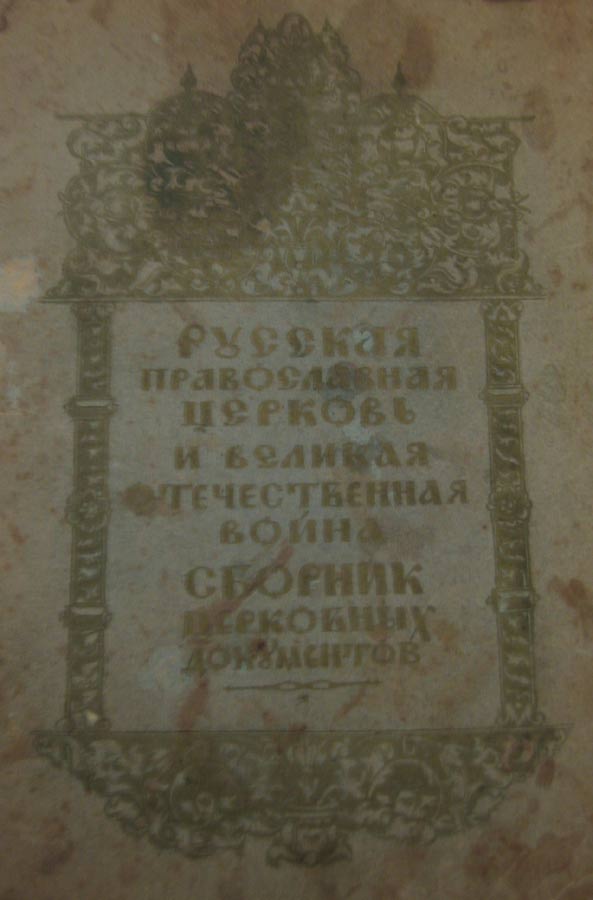 РУССКАЯ
ПРАВОСЛАВНАЯ
ЦЕРКОВЬ
И ВЕЛИКАЯ
ОТЕЧЕСТВЕННАЯ
ВОЙНА
СБОРНИК
ЦЕРКОВНЫХ
ДОКУМЕНТОВ